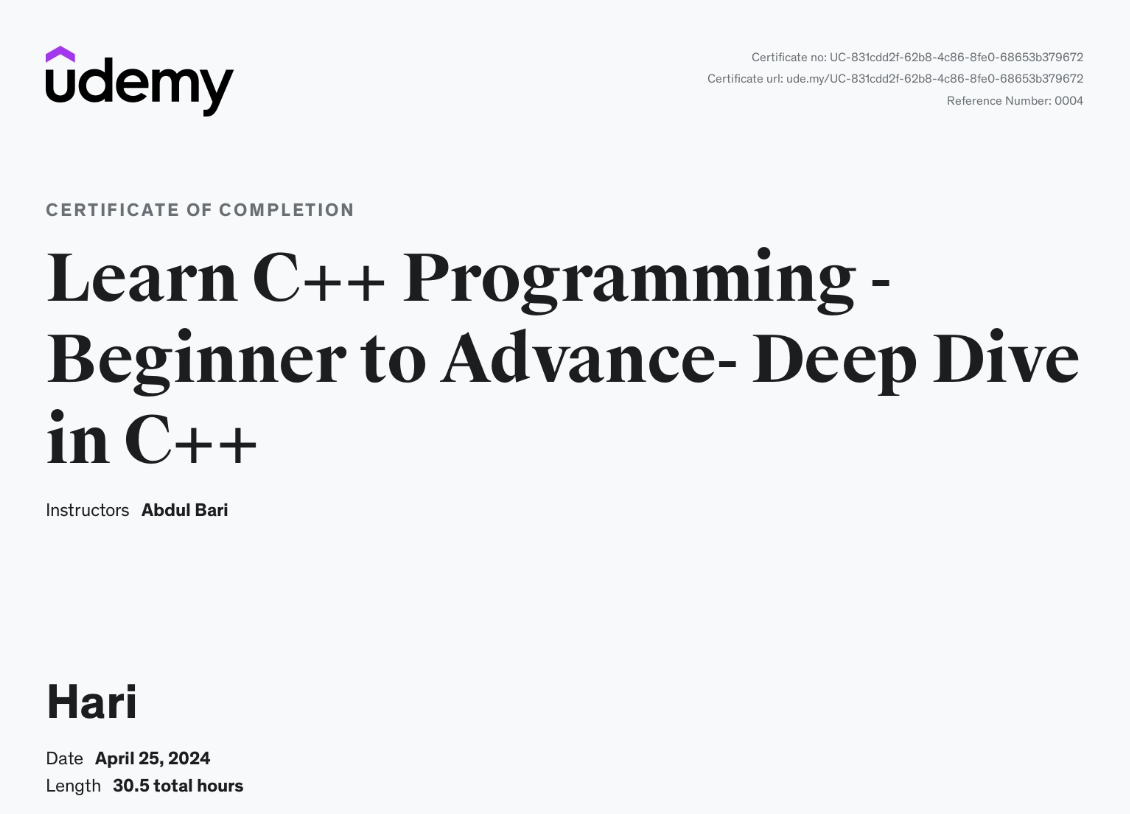 udemy
Certificate no: UC-831cdd2f-62b8-4c86-8fe0-68653b379672
Certificate url: ude.my/UC-831cdd2f-62b8-4c86-8fe0-68653b379672
Reference Number: 0004
CERTIFICATE OF COMPLETION
Learn C++ Programming -
Beginner to Advance- Deep Dive
in C++
Instructors Abdul Bari
Hari
Date April 25, 2024
Length 30.5 total hours